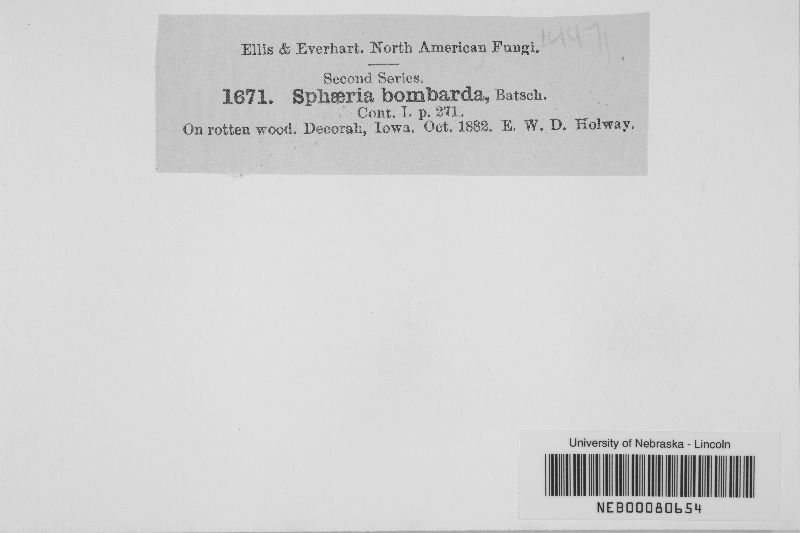 Ellis & Everhart. North American Fungi.
Second Series.
1671. Sphæria bombarda, Batsch.
Cont. I. p. 271.
On rotten wood. Decorah, Iowa. Oct. 1882. E. W. D. Holway.
University of Nebraska - Lincoln
NEB00080654